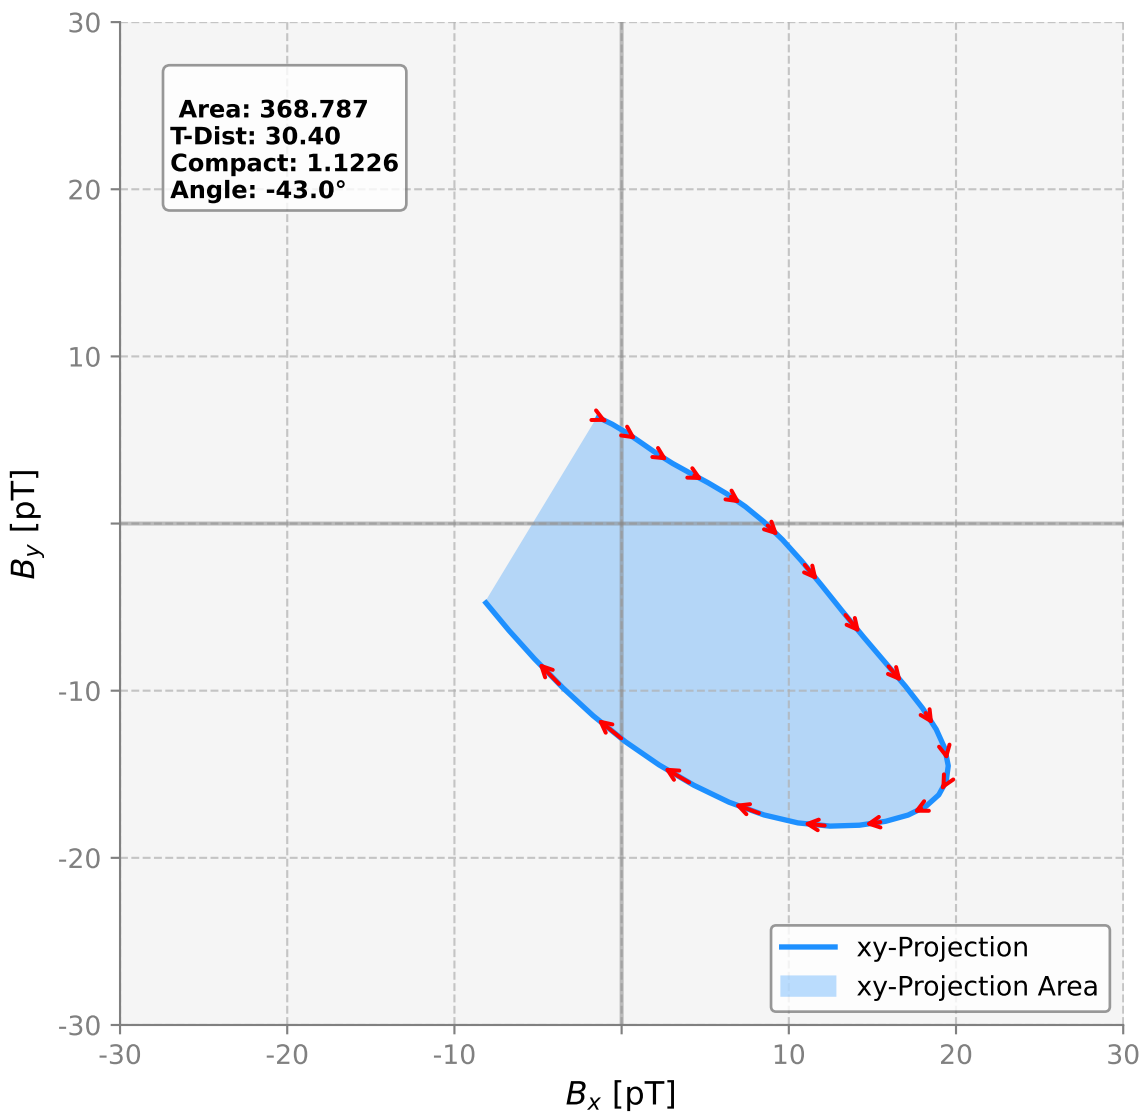 30
20
10
-10
-20
-30
-30
-20
-10
10
20
30
B_y [pT]
B_x [pT]
Area: 368.787
T-Dist: 30.40
Compact: 1.1226
Angle: -43.0°
xy-Projection
xy-Projection Area